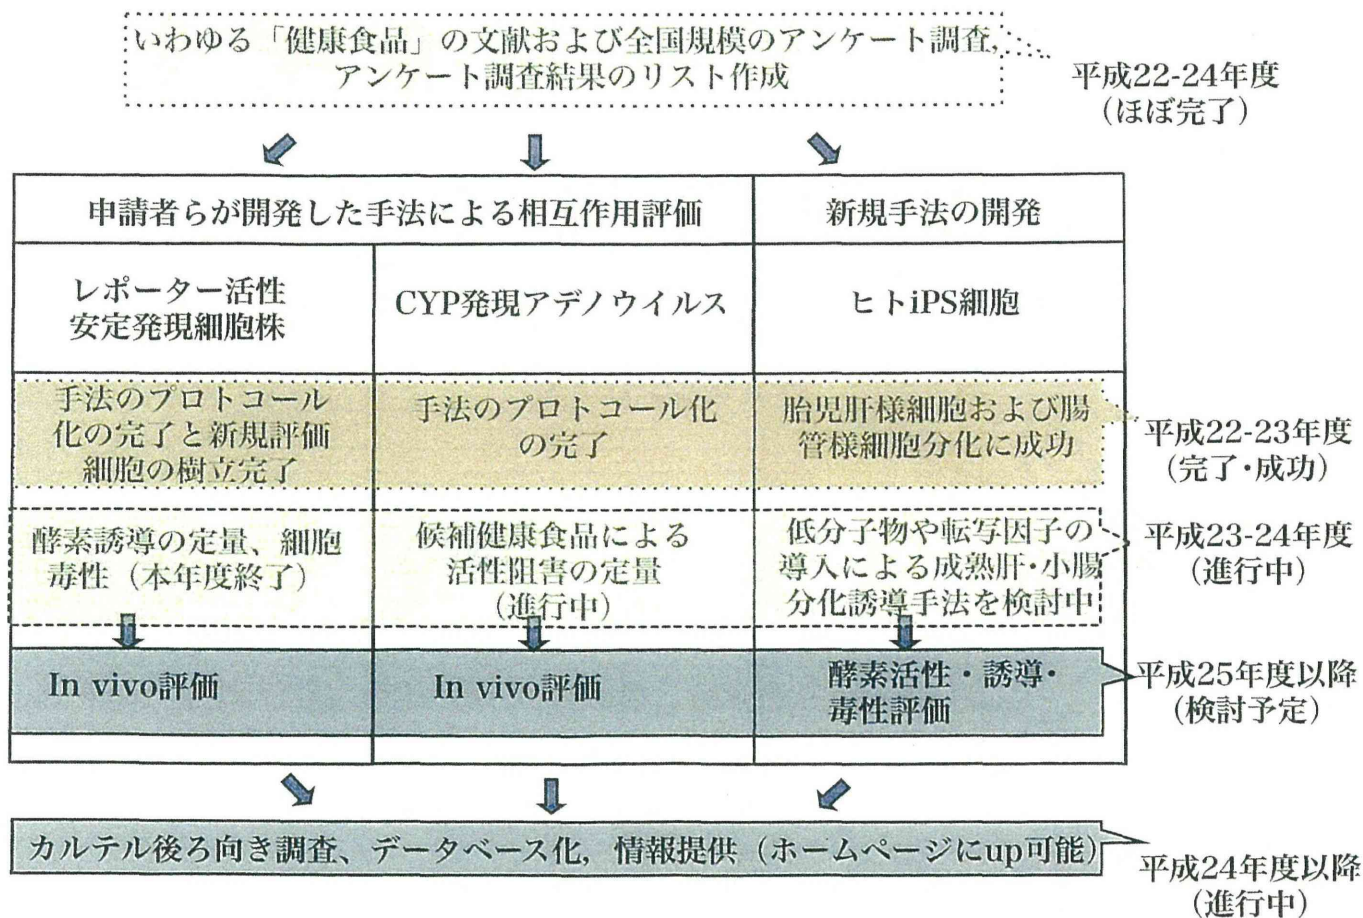 いわゆる「健康食品」の文献および全国規模のアンケート調査,
アンケート調査結果のリスト作成
平成22-24年度
(ほぼ完了)
申請者らが開発した手法による相互作用評価
新規手法の開発
レポーター活性
安定発現細胞株
CYP発現アデノウイルス
ヒトiPS細胞
手法のプロトコール
化の完了と新規評価
細胞の樹立完了
手法のプロトコール化
の完了
胎児肝様細胞および腸
管様細胞分化に成功
平成22-23年度
(完了・成功)
酵素誘導の定量、細胞
毒性(本年度終了)
候補健康食品による
活性阻害の定量
(進行中)
低分子物や転写因子の
導入による成熟肝・小腸
分化誘導手法を検討中
平成23-24年度
(進行中)
In vivo評価
In vivo評価
酵素活性・誘導・
毒性評価
平成25年度以降
(検討予定)
カルテル後ろ向き調査、データベース化, 情報提供(ホームページにup可能)
平成24年度以降
(進行中)